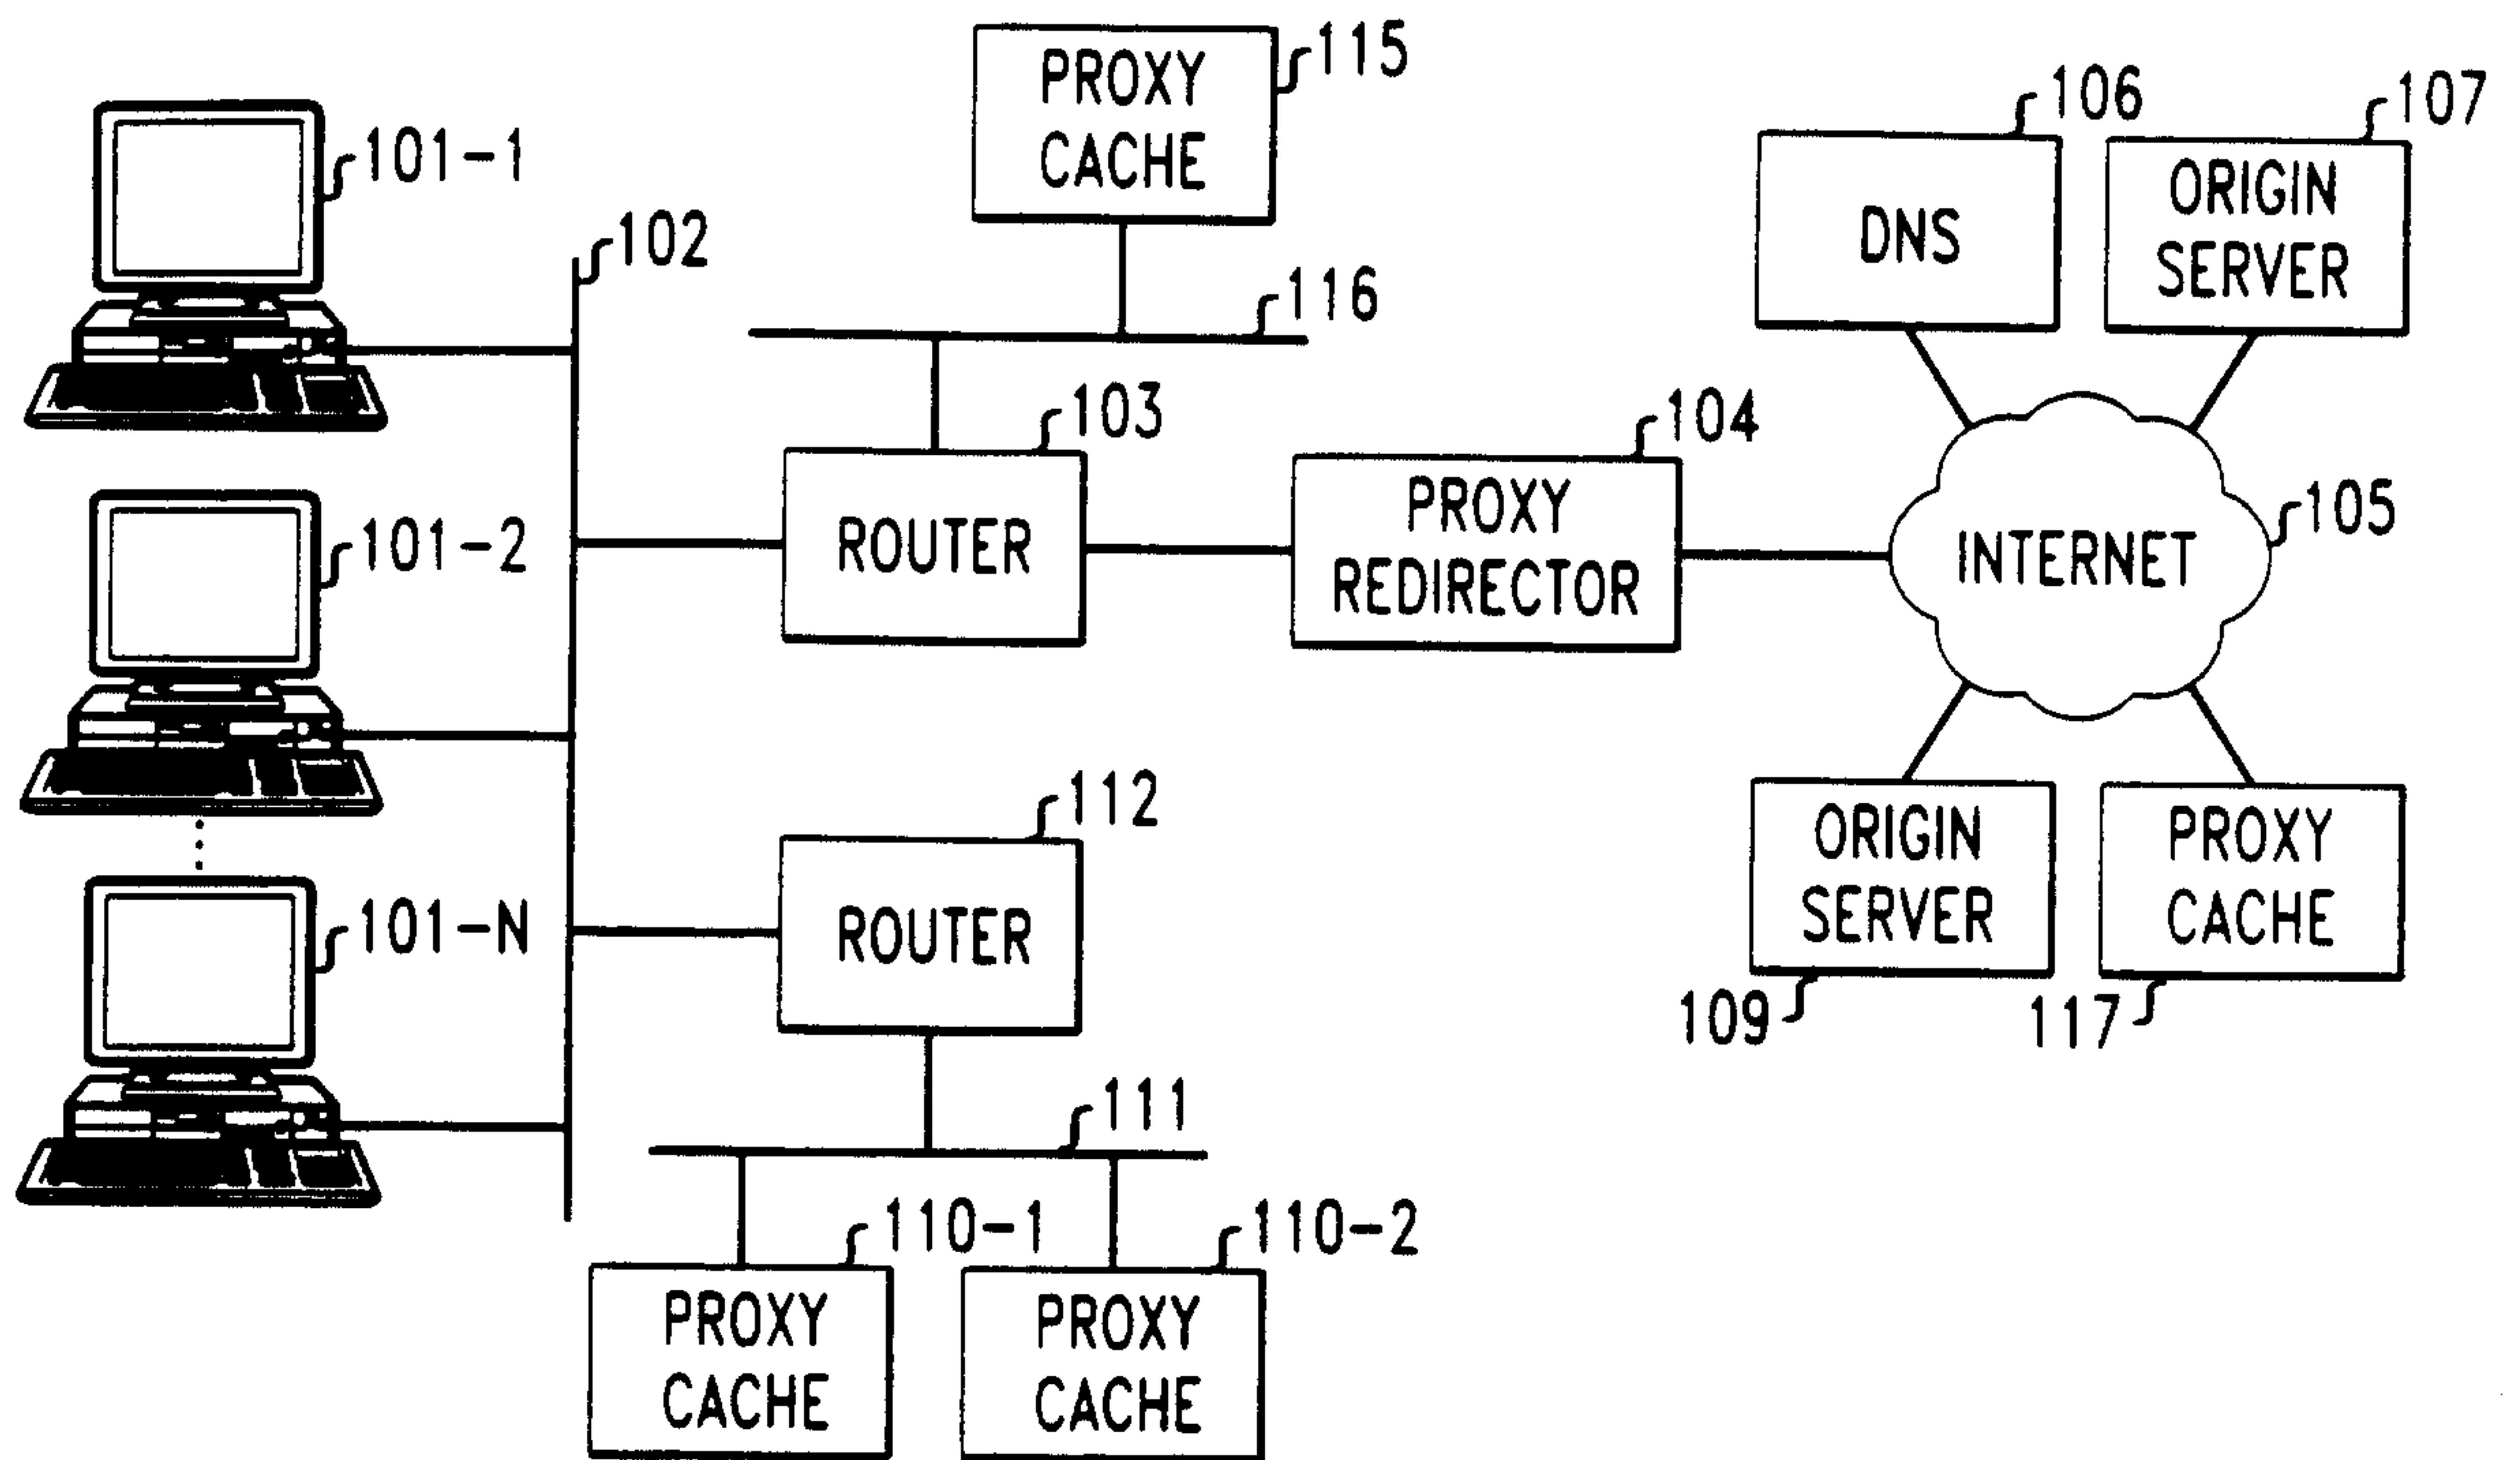 115
PROXY
CACHE
106
107
101-1
DNS
ORIGIN
SERVER
102
116
103
104
101-2
ROUTER
PROXY
REDIRECTOR
INTERNET
105
112
101-N
ROUTER
ORIGIN
SERVER
PROXY
CACHE
109
117
111
110-1
110-2
PROXY
CACHE
PROXY
CACHE